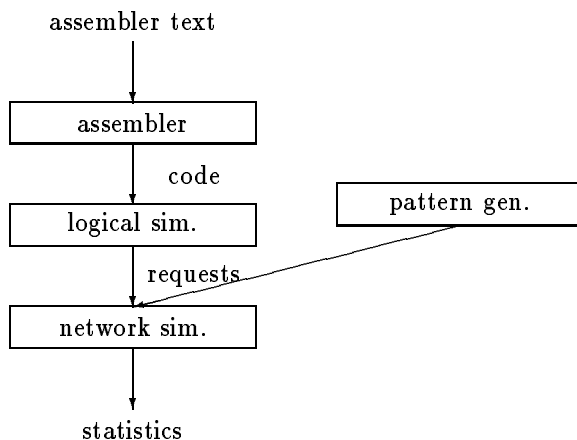 assembler text
assembler
code
pattern gen.
logical sim.
requests
network sim.
statistics